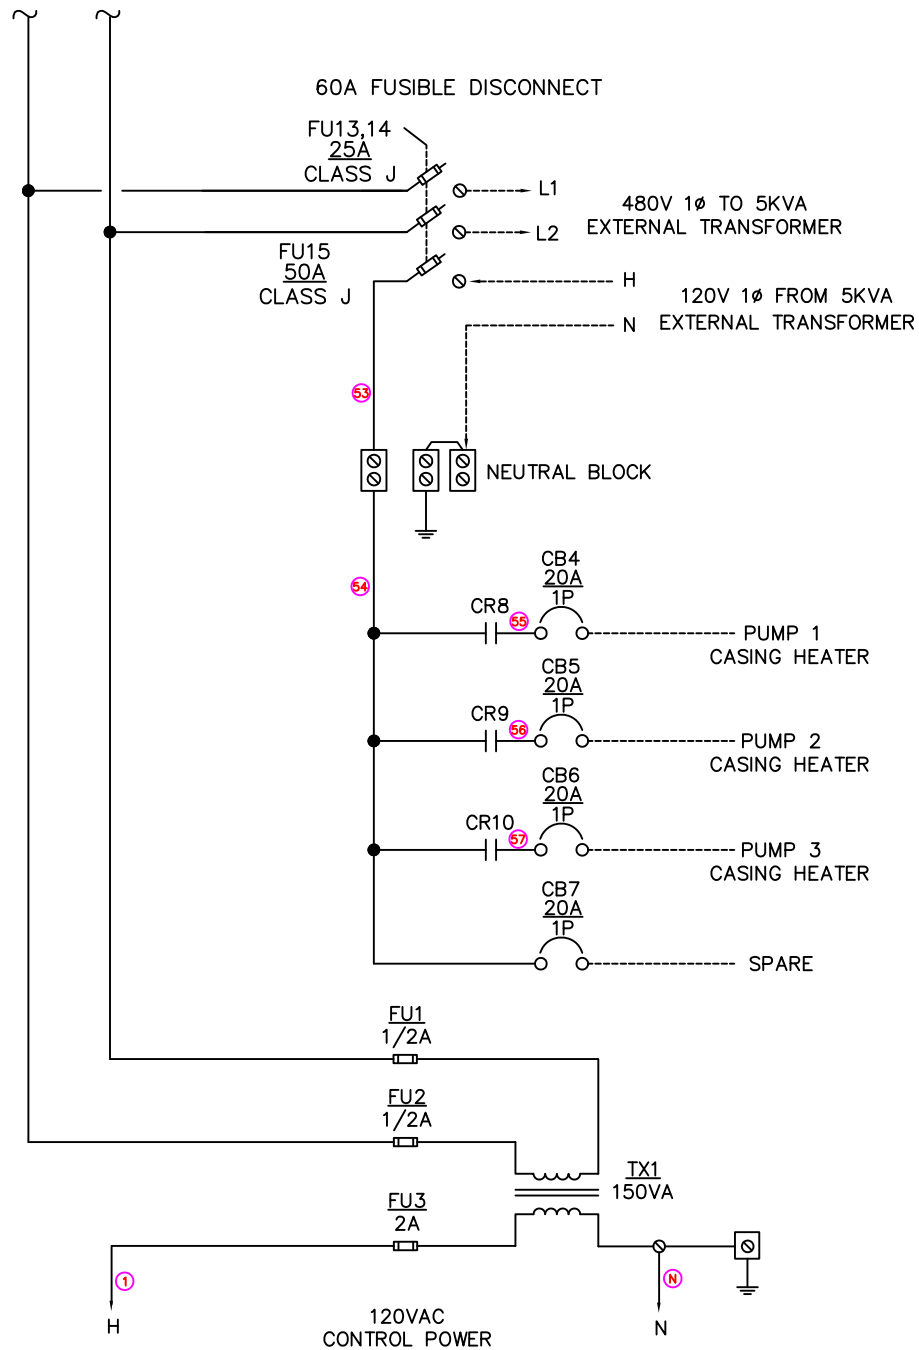 60A FUSIBLE DISCONNECT
FU13,14
25A
CLASS J
L1
480V 1ø TO 5KVA
EXTERNAL TRANSFORMER
L2
FU15
50A
CLASS J
H
120V 1ø FROM 5KVA
EXTERNAL TRANSFORMER
N
53
NEUTRAL BLOCK
54
CB4
20A
1P
CR8
55
PUMP 1
CASING HEATER
CB5
20A
1P
CR9
56
PUMP 2
CASING HEATER
CB6
20A
1P
CR10
57
PUMP 3
CASING HEATER
CB7
20A
1P
SPARE
FU1
1/2A
FU2
1/2A
TX1
150VA
FU3
2A
1
N
H
120VAC
CONTROL POWER
N